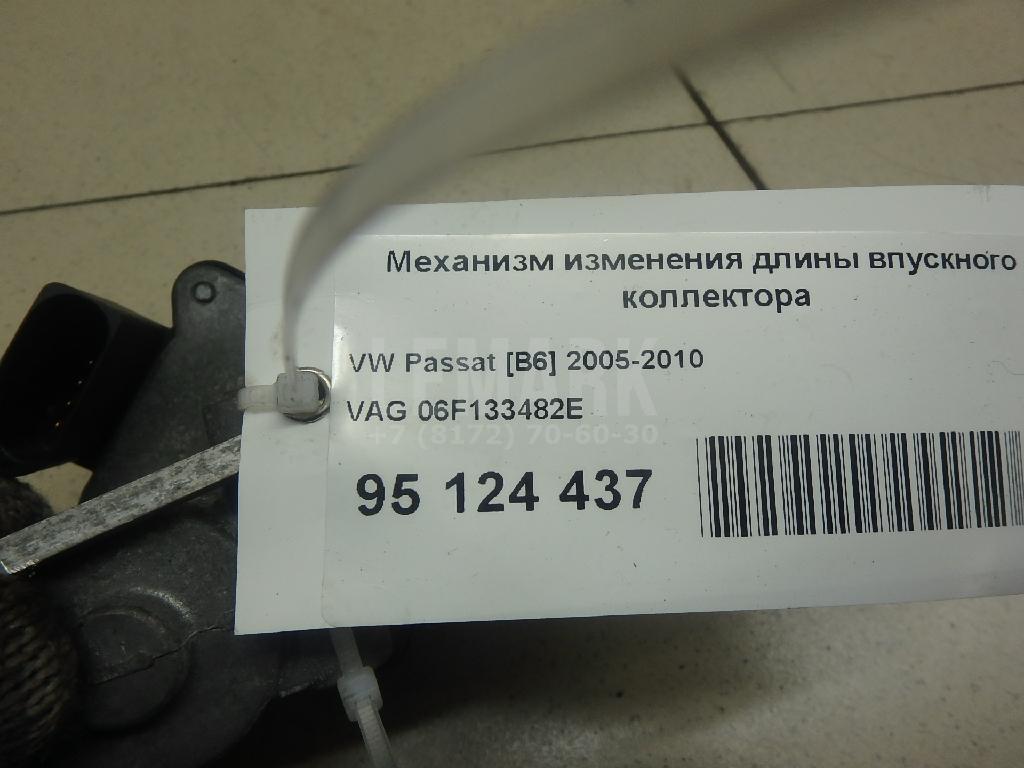 Механизм изменения длины впускного
коллектора
VW Passat [B6] 2005-2010
LEMARK
VAG 06F133482E
+7 (8172) 70-60-30
95 124 437